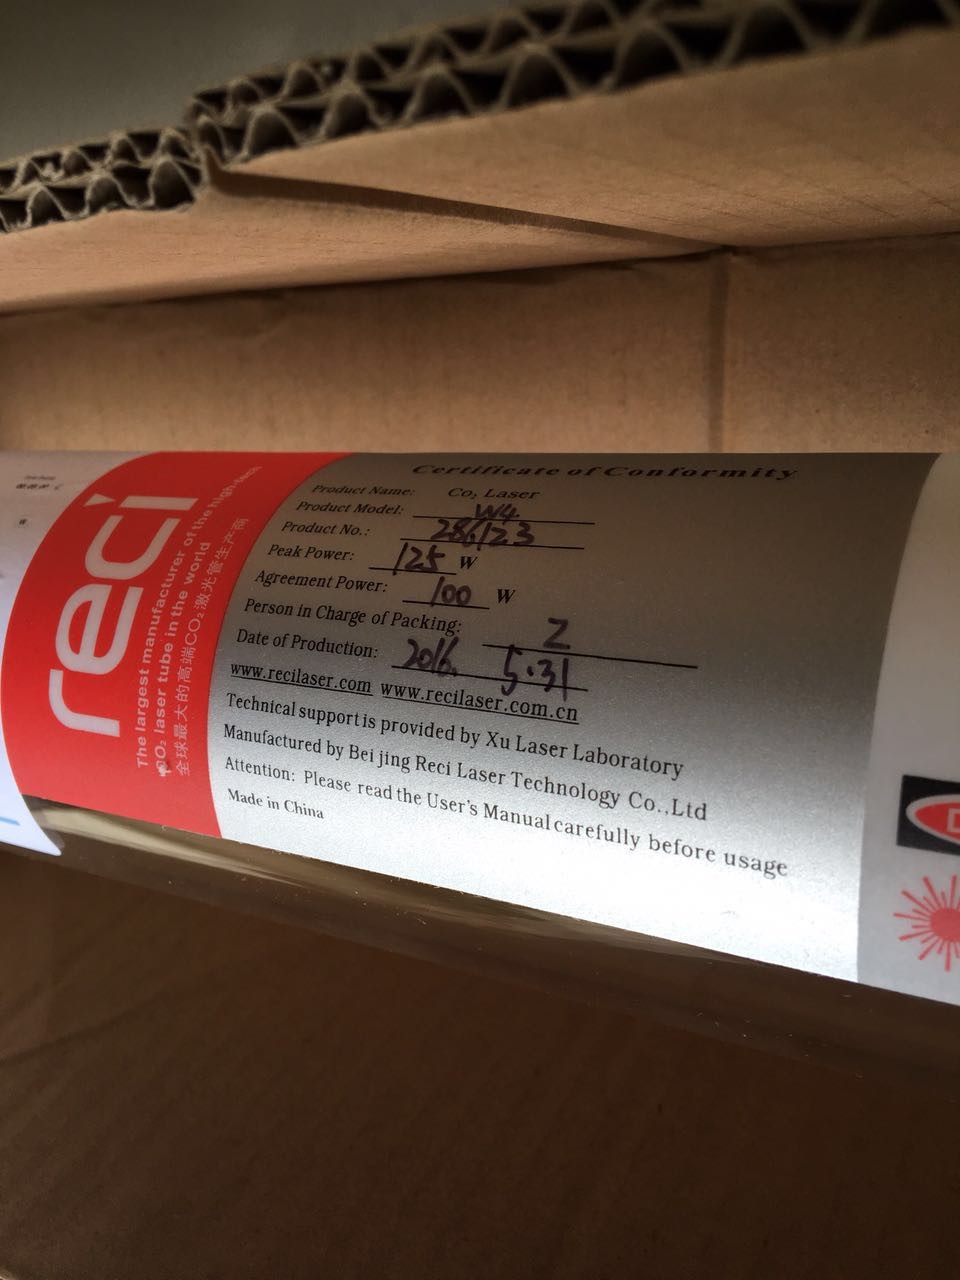 reci
The largest manufacturer of the high-tech
CO₂ laser tube in the world
全球最大的高端CO₂激光管生产商
Certificate of Conformity
Product Name: Co₂ Laser
Product Model: W4.
Product No.: 286123
Peak Power: 125 W
Agreement Power: 100 W
Person in Charge of Packing: Z
Date of Production: 2016. 5.31
www.recilaser.com www.recilaser.com.cn
Technical support is provided by Xu Laser Laboratory
Manufactured by Bei jing Reci Laser Technology Co.,Ltd
Attention: Please read the User's Manual carefully before usage
Made in China